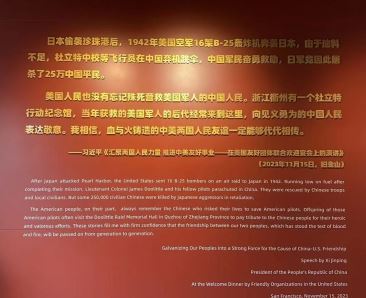 日本偷袭珍珠港后，1942年美国空军16架B-25轰炸机奔袭日本，由于油料
不足，杜立特中校等飞行员在中国弃机跳伞，中国军民奋勇救助，日军竟因此屠
杀了25万中国平民。
美国人民也没有忘记殊死营救美国军人的中国人民。浙江衢州有一个杜立特
行动纪念馆，当年获救的美国军人的后代经常来到这里，向见义勇为的中国人民
表达敬意。我相信，血与火铸造的中美两国人民友谊一定能够代代相传。
——习近平《汇聚两国人民力量 推进中美友好事业——在美国友好团体联合欢迎宴会上的演讲》
（2023年11月15日，旧金山）
After Japan attacked Pearl Harbor, the United States sent 16 B-25 bombers on an air raid to Japan in 1942. Running low on fuel after
completing their mission, Lieutenant Colonel James Doolittle and his fellow pilots parachuted in China. They were rescued by Chinese troops
and local civilians. But some 250,000 civilian Chinese were killed by Japanese aggressors in retaliation.
The American people, on their part, always remember the Chinese who risked their lives to save American pilots. Offspring of those
American pilots often visit the Doolittle Raid Memorial Hall in Quzhou of Zhejiang Province to pay tribute to the Chinese people for their heroic
and valorous efforts. These stories fill me with firm confidence that the friendship between our two peoples, which has stood the test of blood
and fire, will be passed on from generation to generation.
Galvanizing Our Peoples into a Strong Force for the Cause of China-U.S. Friendship
Speech by Xi Jinping
President of the People's Republic of China
At the Welcome Dinner by Friendly Organizations in the United States
San Francisco, November 15, 2023